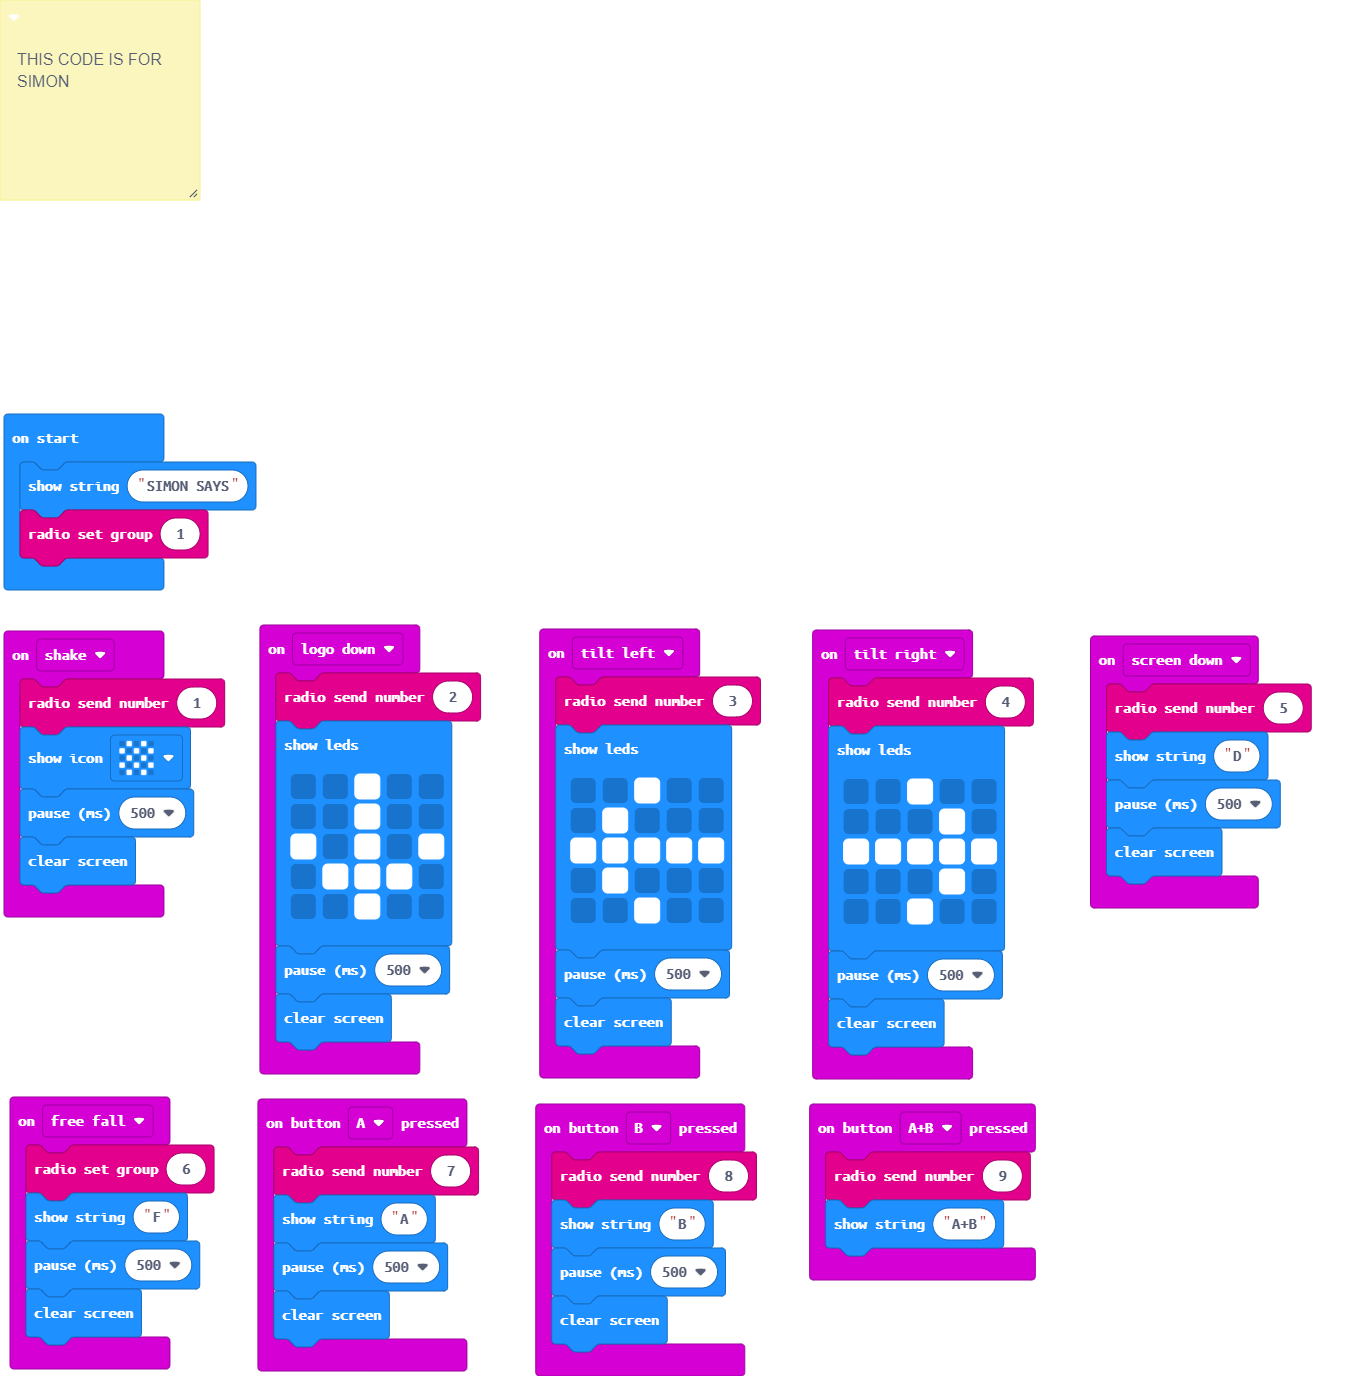 THIS CODE IS FOR
SIMON
on start
show string "SIMON SAYS"
radio set group 1
on shake
radio send number 1
show icon
pause (ms) 500
clear screen
on logo down
radio send number 2
show leds
pause (ms) 500
clear screen
on tilt left
radio send number 3
show leds
pause (ms) 500
clear screen
on tilt right
radio send number 4
show leds
pause (ms) 500
clear screen
on screen down
radio send number 5
show string "D"
pause (ms) 500
clear screen
on free fall
radio set group 6
show string "F"
pause (ms) 500
clear screen
on button A pressed
radio send number 7
show string "A"
pause (ms) 500
clear screen
on button B pressed
radio send number 8
show string "B"
pause (ms) 500
clear screen
on button A+B pressed
radio send number 9
show string "A+B"